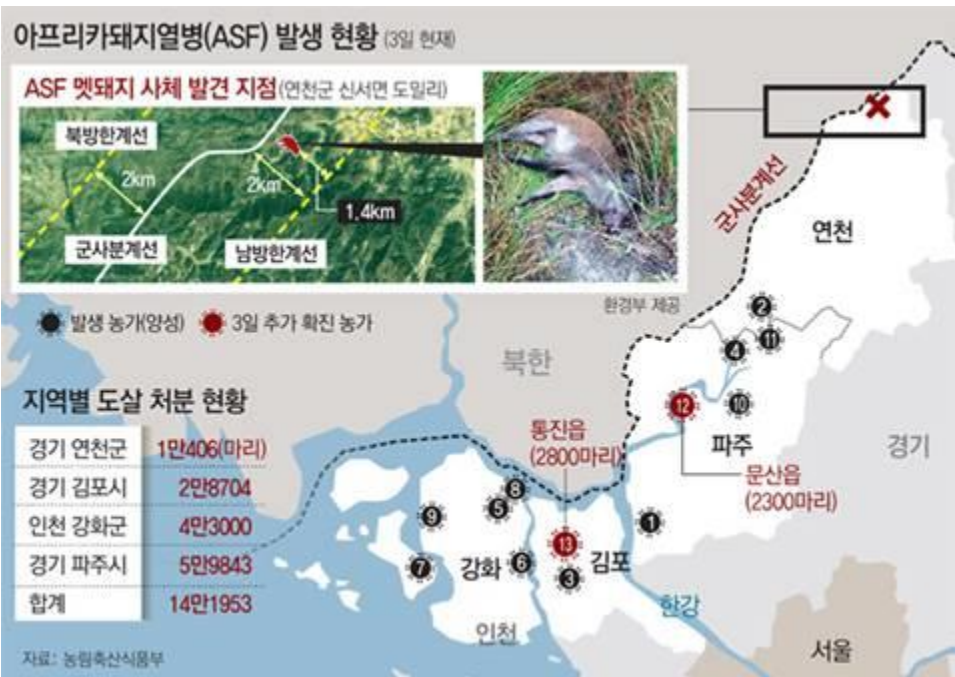 아프리카돼지열병(ASF) 발생 현황 (3일 현재)
ASF 멧돼지 사체 발견 지점(연천군 신서면 도밀리)
북방한계선
2km
2km
1.4km
군사분계선
남방한계선
환경부 제공
발생 농가(양성)
3일 추가 확진 농가
지역별 도살 처분 현황
경기 연천군 1만406(마리)
경기 김포시 2만8704
인천 강화군 4만3000
경기 파주시 5만9843
합계 14만1953
자료: 농림축산식품부
군사분계선
연천
2
11
4
북한
12
10
파주
경기
통진읍
(2800마리)
문산읍
(2300마리)
8
5
9
1
13
7
강화
6
김포
3
한강
인천
서울